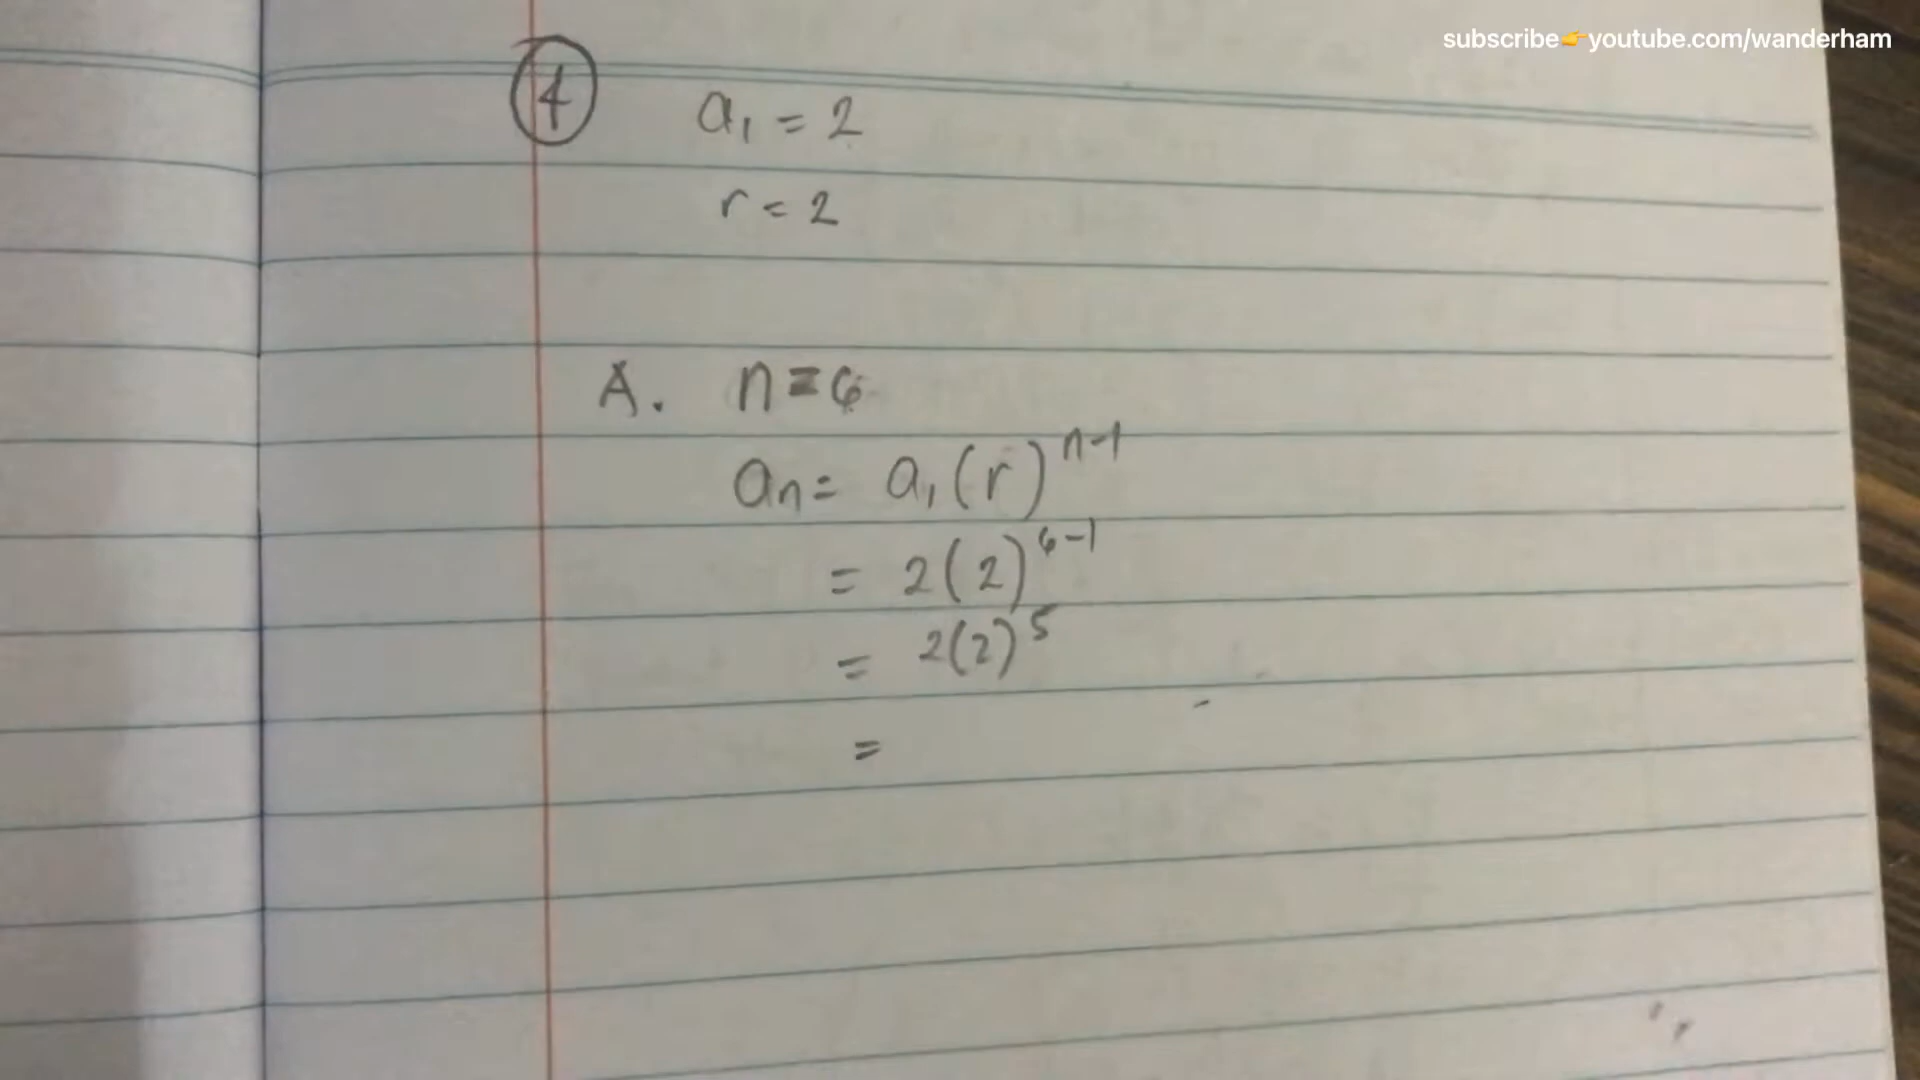 subscribe👉youtube.com/wanderham
④ a₁ = 2
r = 2
A. n = 6
aₙ = a₁(r)ⁿ⁻¹
= 2(2)⁶⁻¹
= 2(2)⁵
=